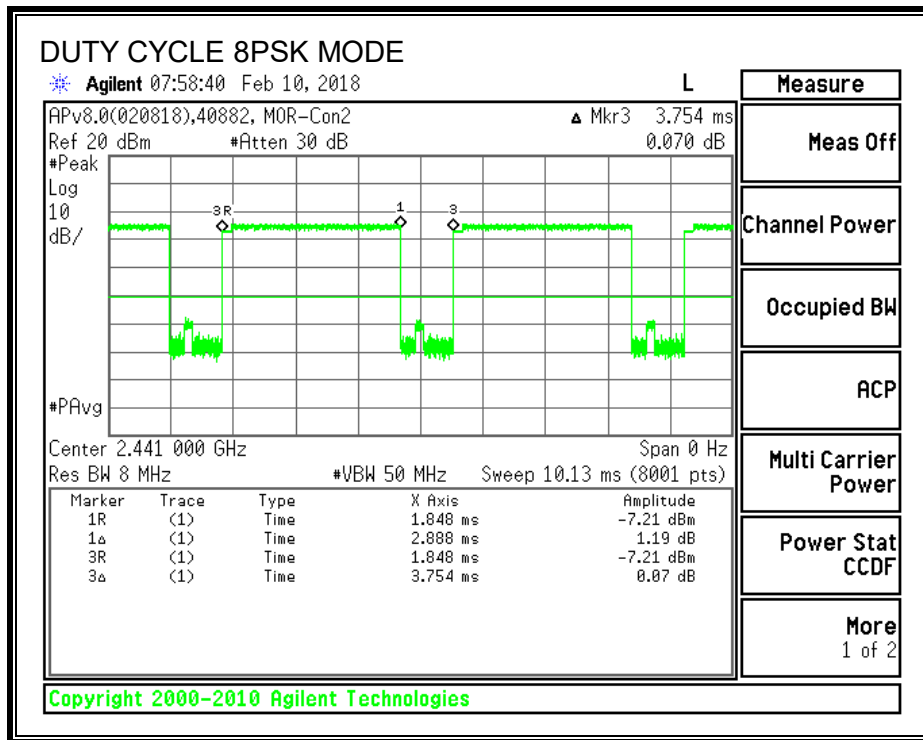 DUTY CYCLE 8PSK MODE
Agilent 07:58:40 Feb 10, 2018 L
Measure
APv8.0(020818),40882, MOR-Con2 ▵ Mkr3 3.754 ms
Ref 20 dBm #Atten 30 dB 0.070 dB
Meas Off
#Peak
Log
10
dB/
3R 1 3
Channel Power
Occupied BW
ACP
#PAvg
Center 2.441 000 GHz Span 0 Hz
Res BW 8 MHz #VBW 50 MHz Sweep 10.13 ms (8001 pts)
Multi Carrier
Power
Marker Trace Type X Axis Amplitude
1R (1) Time 1.848 ms -7.21 dBm
1▵ (1) Time 2.888 ms 1.19 dB
3R (1) Time 1.848 ms -7.21 dBm
3▵ (1) Time 3.754 ms 0.07 dB
Power Stat
CCDF
More
1 of 2
Copyright 2000-2010 Agilent Technologies